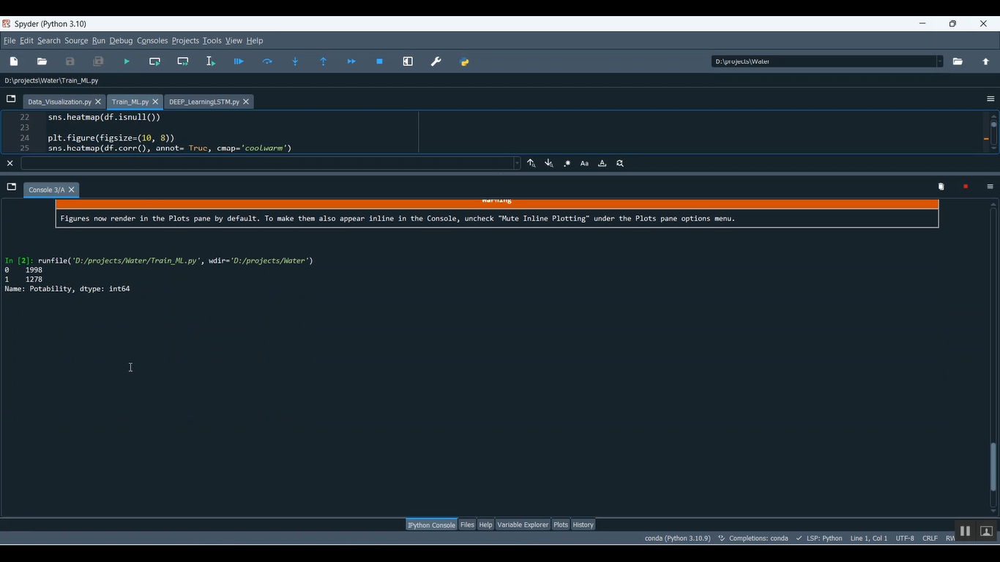 Spyder (Python 3.10)
File Edit Search Source Run Debug Consoles Projects Tools View Help
D:\projects\Water
D:\projects\Water\Train_ML.py
Data_Visualization.py Train_ML.py DEEP_LearningLSTM.py
22 sns.heatmap(df.isnull())
23
24 plt.figure(figsize=(10, 8))
25 sns.heatmap(df.corr(), annot= True, cmap='coolwarm')
Aa
Console 3/A
Warning
Figures now render in the Plots pane by default. To make them also appear inline in the Console, uncheck "Mute Inline Plotting" under the Plots pane options menu.
In [2]: runfile('D:/projects/Water/Train_ML.py', wdir='D:/projects/Water')
0 1998
1 1278
Name: Potability, dtype: int64
IPython Console Files Help Variable Explorer Plots History
conda (Python 3.10.9) Completions: conda LSP: Python Line 1, Col 1 UTF-8 CRLF